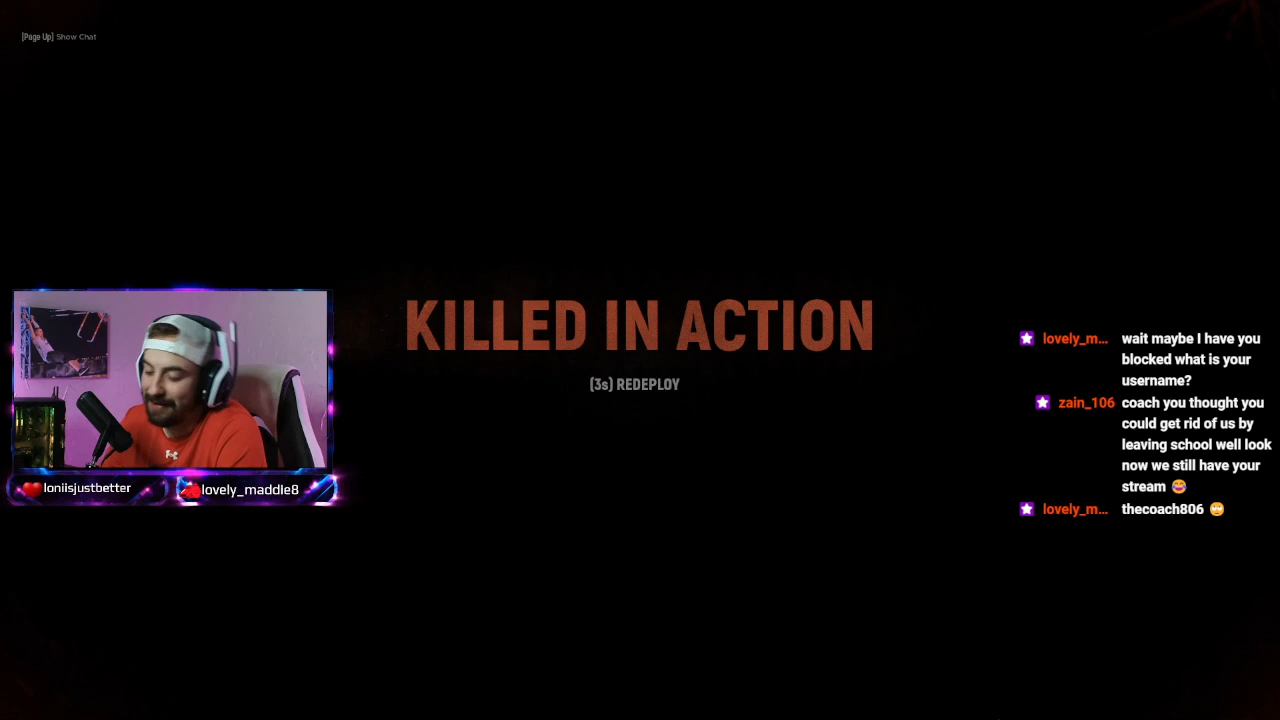 [Page Up] Show Chat
KILLED IN ACTION
(3s) REDEPLOY
lovely_m... wait maybe I have you
blocked what is your
username?
zain_106 coach you thought you
could get rid of us by
leaving school well look
now we still have your
stream 😂
lovely_m... thecoach806 🙄
loniisjustbetter
lovely_maddie8